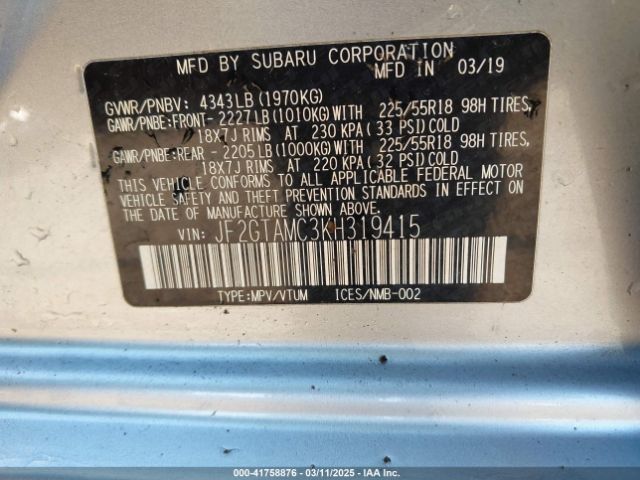 MFD BY SUBARU CORPORATION
MFD IN 03/19
GVWR/PNBV: 4343LB (1970KG)
GAWR/PNBE:FRONT- 2227LB (1010KG) WITH 225/55R18 98H TIRES,
18X7J RIMS AT 230 KPA ( 33 PSI) COLD
GAWR/PNBE:REAR - 2205LB (1000KG) WITH 225/55R18 98H TIRES,
18X7J RIMS AT 220 KPA ( 32 PSI) COLD
THIS VEHICLE CONFORMS TO ALL APPLICABLE FEDERAL MOTOR
VEHICLE SAFETY AND THEFT PREVENTION STANDARDS IN EFFECT ON
THE DATE OF MANUFACTURE SHOWN ABOVE.
VIN: JF2GTAMC3KH319415
TYPE:MPV/VTUM ICES/NMB-002
000-41758876 - 03/11/2025 - IAA Inc.